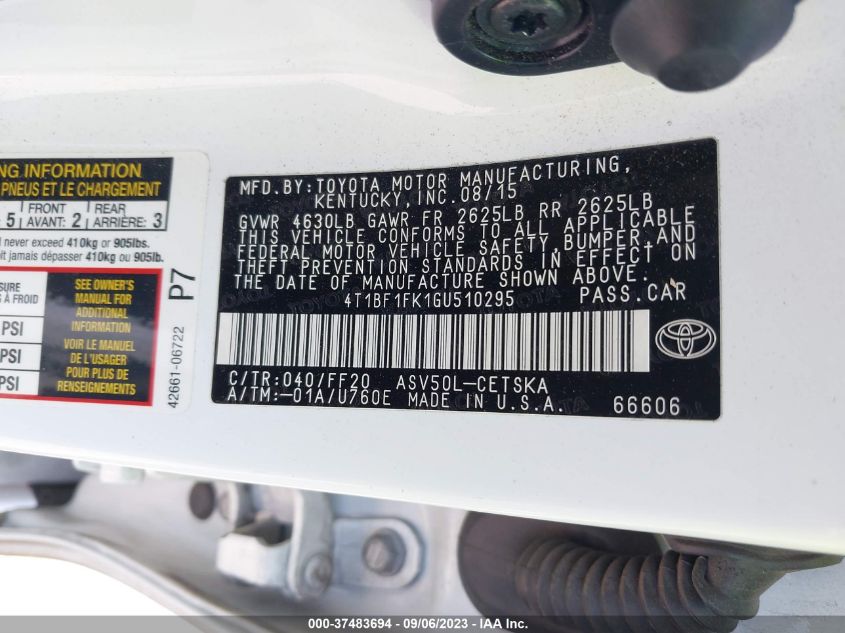 NG INFORMATION
PNEUS ET LE CHARGEMENT
5 FRONT AVANT: 2 REAR ARRIÈRE: 3
never exceed 410kg or 905lbs.
it jamais dépasser 410kg ou 905lb.
SURE
S À FROID
PSI
PSI
PSI
SEE OWNER'S
MANUAL FOR
ADDITIONAL
INFORMATION
VOIR LE MANUEL
DE L'USAGER
POUR PLUS DE
RENSEIGNEMENTS
P7
42661-06722
MFD. BY: TOYOTA MOTOR MANUFACTURING,
KENTUCKY, INC. 08/15
GVWR 4630LB GAWR FR 2625LB RR 2625LB
THIS VEHICLE CONFORMS TO ALL APPLICABLE
FEDERAL MOTOR VEHICLE SAFETY, BUMPER, AND
THEFT PREVENTION STANDARDS IN EFFECT ON
THE DATE OF MANUFACTURE SHOWN ABOVE.
4T1BF1FK1GU510295 PASS.CAR
C/TR: 040/FF20 ASV50L-CETSKA
A/TM: -01A/U760E MADE IN U.S.A. 66606
000-37483694 - 09/06/2023 - COPYRIGHT IAA, Inc.